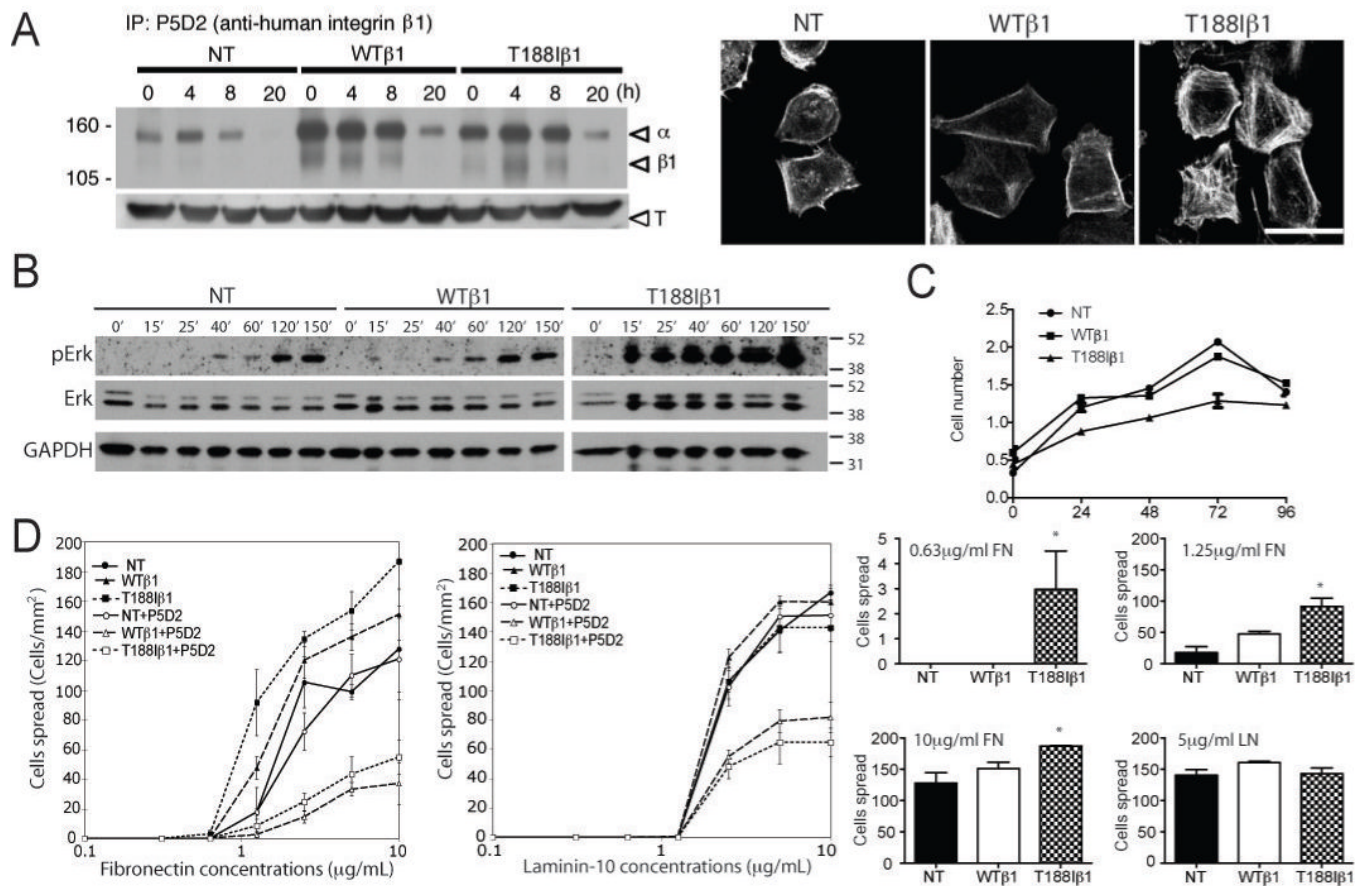 A
IP: P5D2 (anti-human integrin β1)
NT WTβ1 T188Iβ1
0 4 8 20 0 4 8 20 0 4 8 20 (h)
160 -
α
β1
105 -
T
NT WTβ1 T188Iβ1
B
NT WTβ1 T188Iβ1
0' 15' 25' 40' 60' 120' 150' 0' 15' 25' 40' 60' 120' 150' 0' 15' 25' 40' 60' 120' 150'
pErk
52
38
Erk
52
38
GAPDH
38
31
C
NT
WTβ1
T188Iβ1
Cell number
2.5
2.0
1.5
1.0
0.5
0.0
0 24 48 72 96
D
Cells spread (Cells/mm²)
200
180
160
140
120
100
80
60
40
20
0
NT
WTβ1
T188Iβ1
NT+P5D2
WTβ1+P5D2
T188Iβ1+P5D2
0.1 1 10
Fibronectin concentrations (μg/mL)
Cells spread (Cells/mm²)
200
180
160
140
120
100
80
60
40
20
0
NT
WTβ1
T188Iβ1
NT+P5D2
WTβ1+P5D2
T188Iβ1+P5D2
0.1 1 10
Laminin-10 concentrations (μg/mL)
Cells spread
5
4
3
2
1
0
0.63μg/ml FN
*
NT WTβ1 T188Iβ1
Cells spread
200
150
100
50
0
1.25μg/ml FN
*
NT WTβ1 T188Iβ1
Cells spread
200
150
100
50
0
10μg/ml FN
*
NT WTβ1 T188Iβ1
Cells spread
200
150
100
50
0
5μg/ml LN
NT WTβ1 T188Iβ1